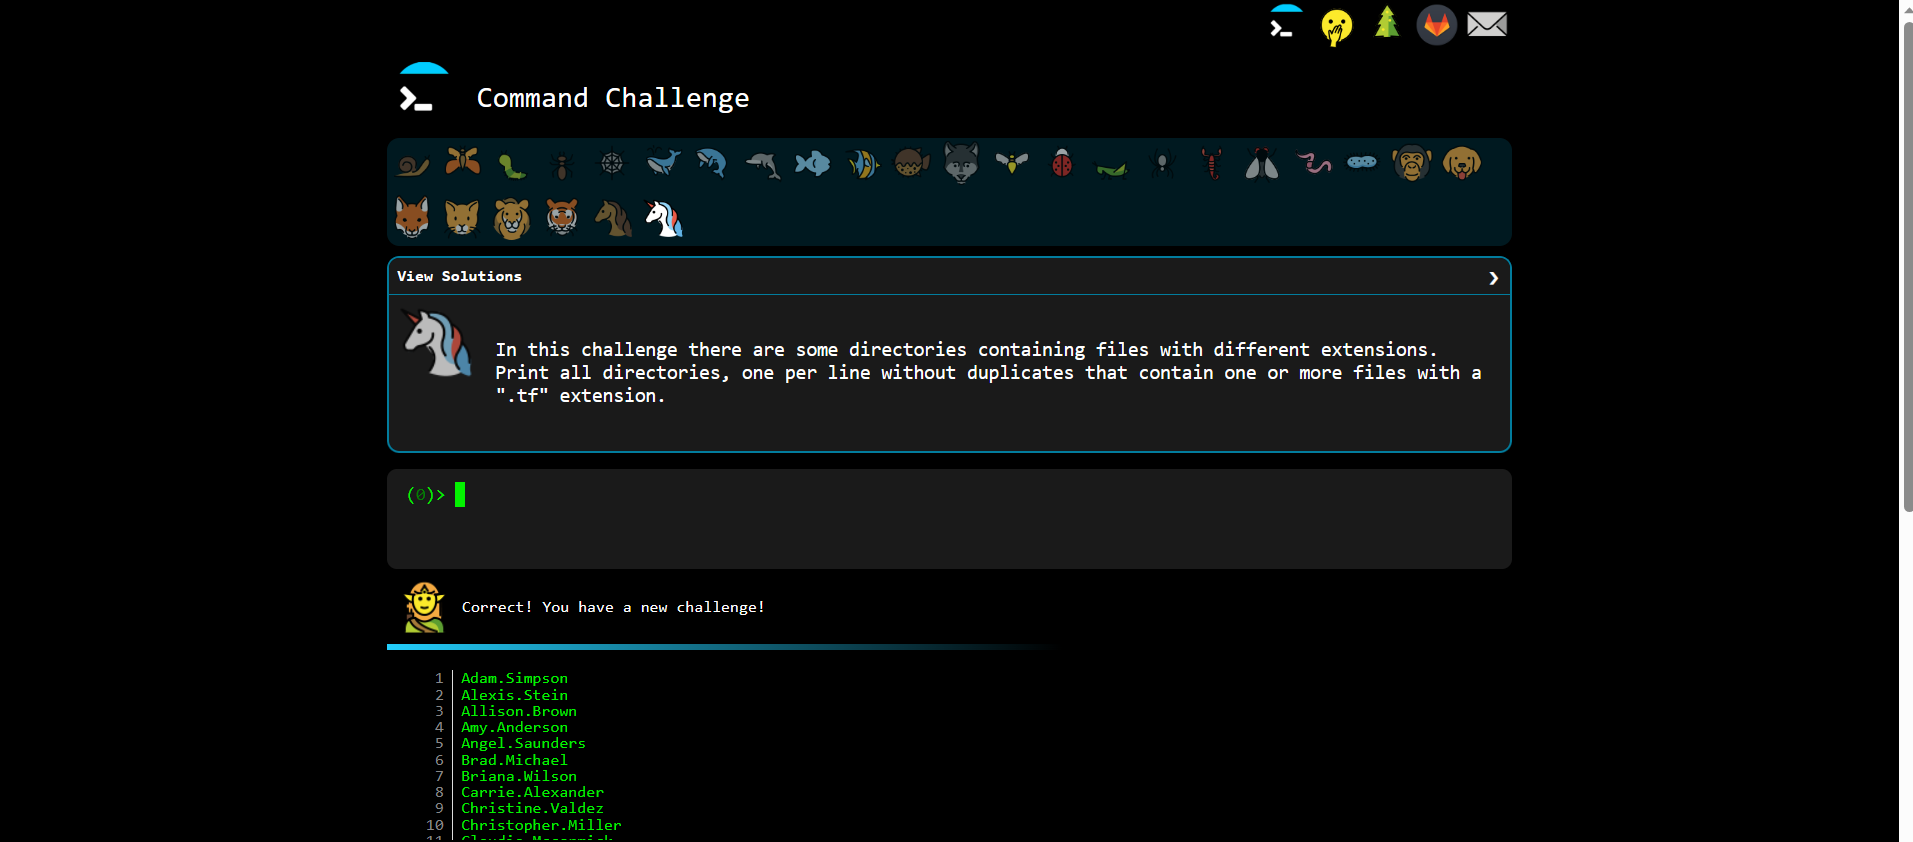 Command Challenge
View Solutions
In this challenge there are some directories containing files with different extensions.
Print all directories, one per line without duplicates that contain one or more files with a
".tf" extension.
(0)>
Correct! You have a new challenge!
1 Adam.Simpson
2 Alexis.Stein
3 Allison.Brown
4 Amy.Anderson
5 Angel.Saunders
6 Brad.Michael
7 Briana.Wilson
8 Carrie.Alexander
9 Christine.Valdez
10 Christopher.Miller
11